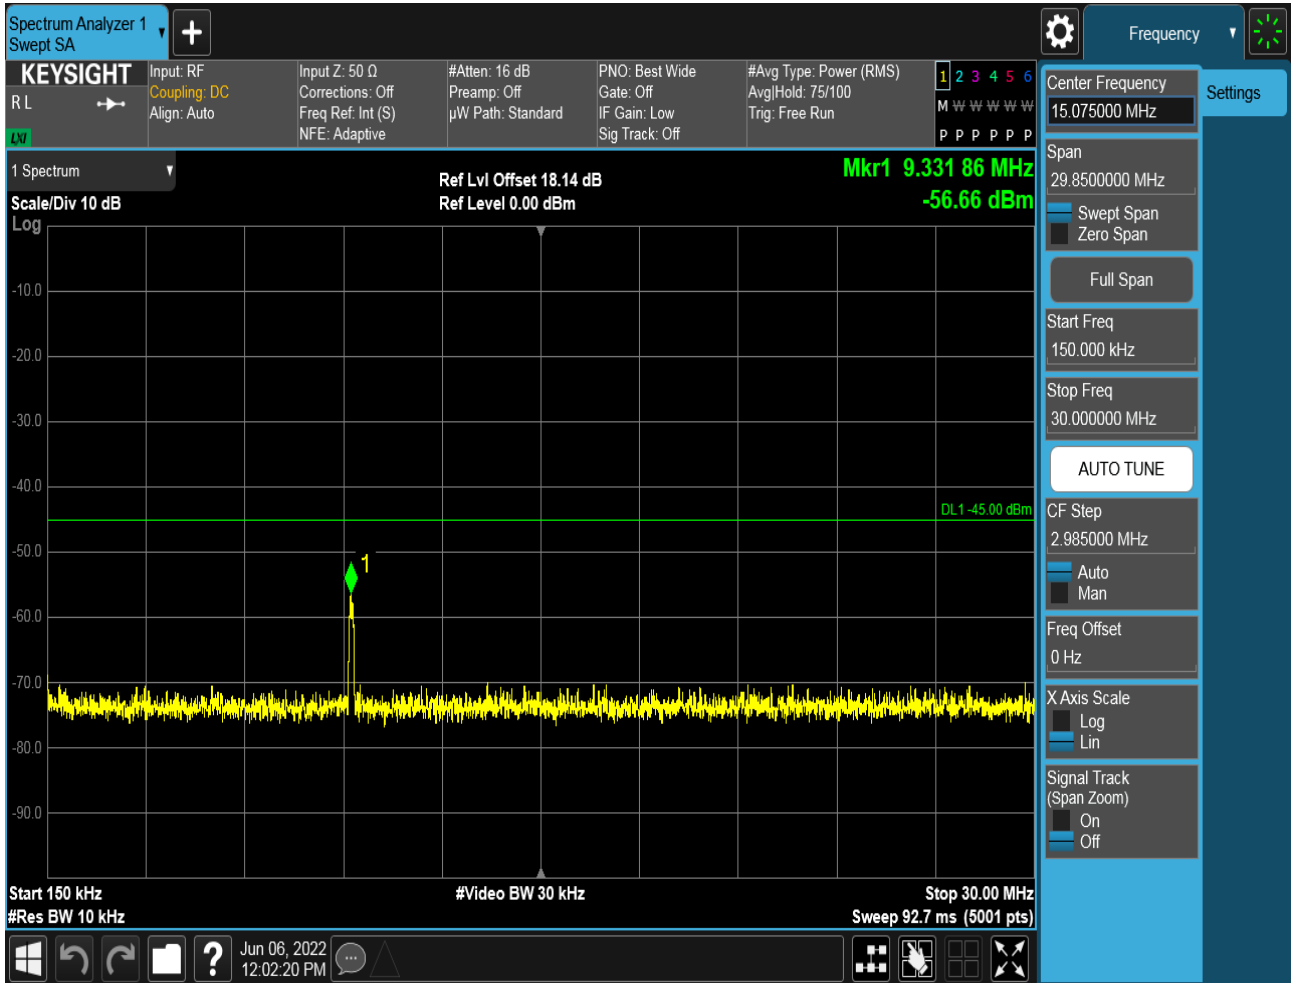 Spectrum Analyzer 1
Swept SA
Frequency
KEYSIGHT
R L
LXI
Input: RF
Coupling: DC
Align: Auto
Input Z: 50 Ω
Corrections: Off
Freq Ref: Int (S)
NFE: Adaptive
#Atten: 16 dB
Preamp: Off
µW Path: Standard
PNO: Best Wide
Gate: Off
IF Gain: Low
Sig Track: Off
#Avg Type: Power (RMS)
Avg|Hold: 75/100
Trig: Free Run
1 2 3 4 5 6
M W W W W W
P P P P P P
1 Spectrum
Scale/Div 10 dB
Log
Ref Lvl Offset 18.14 dB
Ref Level 0.00 dBm
Mkr1 9.331 86 MHz
-56.66 dBm
-10.0
-20.0
-30.0
-40.0
DL1 -45.00 dBm
-50.0
1
-60.0
-70.0
-80.0
-90.0
Start 150 kHz
#Res BW 10 kHz
#Video BW 30 kHz
Stop 30.00 MHz
Sweep 92.7 ms (5001 pts)
Jun 06, 2022
12:02:20 PM
Center Frequency
15.075000 MHz
Settings
Span
29.8500000 MHz
Swept Span
Zero Span
Full Span
Start Freq
150.000 kHz
Stop Freq
30.000000 MHz
AUTO TUNE
CF Step
2.985000 MHz
Auto
Man
Freq Offset
0 Hz
X Axis Scale
Log
Lin
Signal Track
(Span Zoom)
On
Off